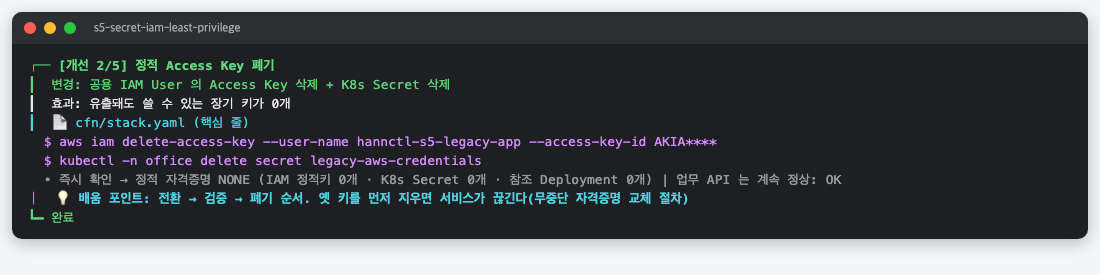 s5-secret-iam-least-privilege
[개선 2/5] 정적 Access Key 폐기
변경: 공용 IAM User 의 Access Key 삭제 + K8s Secret 삭제
효과: 유출돼도 쓸 수 있는 장기 키가 0개
📄 cfn/stack.yaml (핵심 줄)
$ aws iam delete-access-key --user-name hannctl-s5-legacy-app --access-key-id AKIA****
$ kubectl -n office delete secret legacy-aws-credentials
• 즉시 확인 → 정적 자격증명 NONE (IAM 정적키 0개 · K8s Secret 0개 · 참조 Deployment 0개) | 업무 API 는 계속 정상: OK
💡 배움 포인트: 전환 → 검증 → 폐기 순서. 옛 키를 먼저 지우면 서비스가 끊긴다(무중단 자격증명 교체 절차)
완료